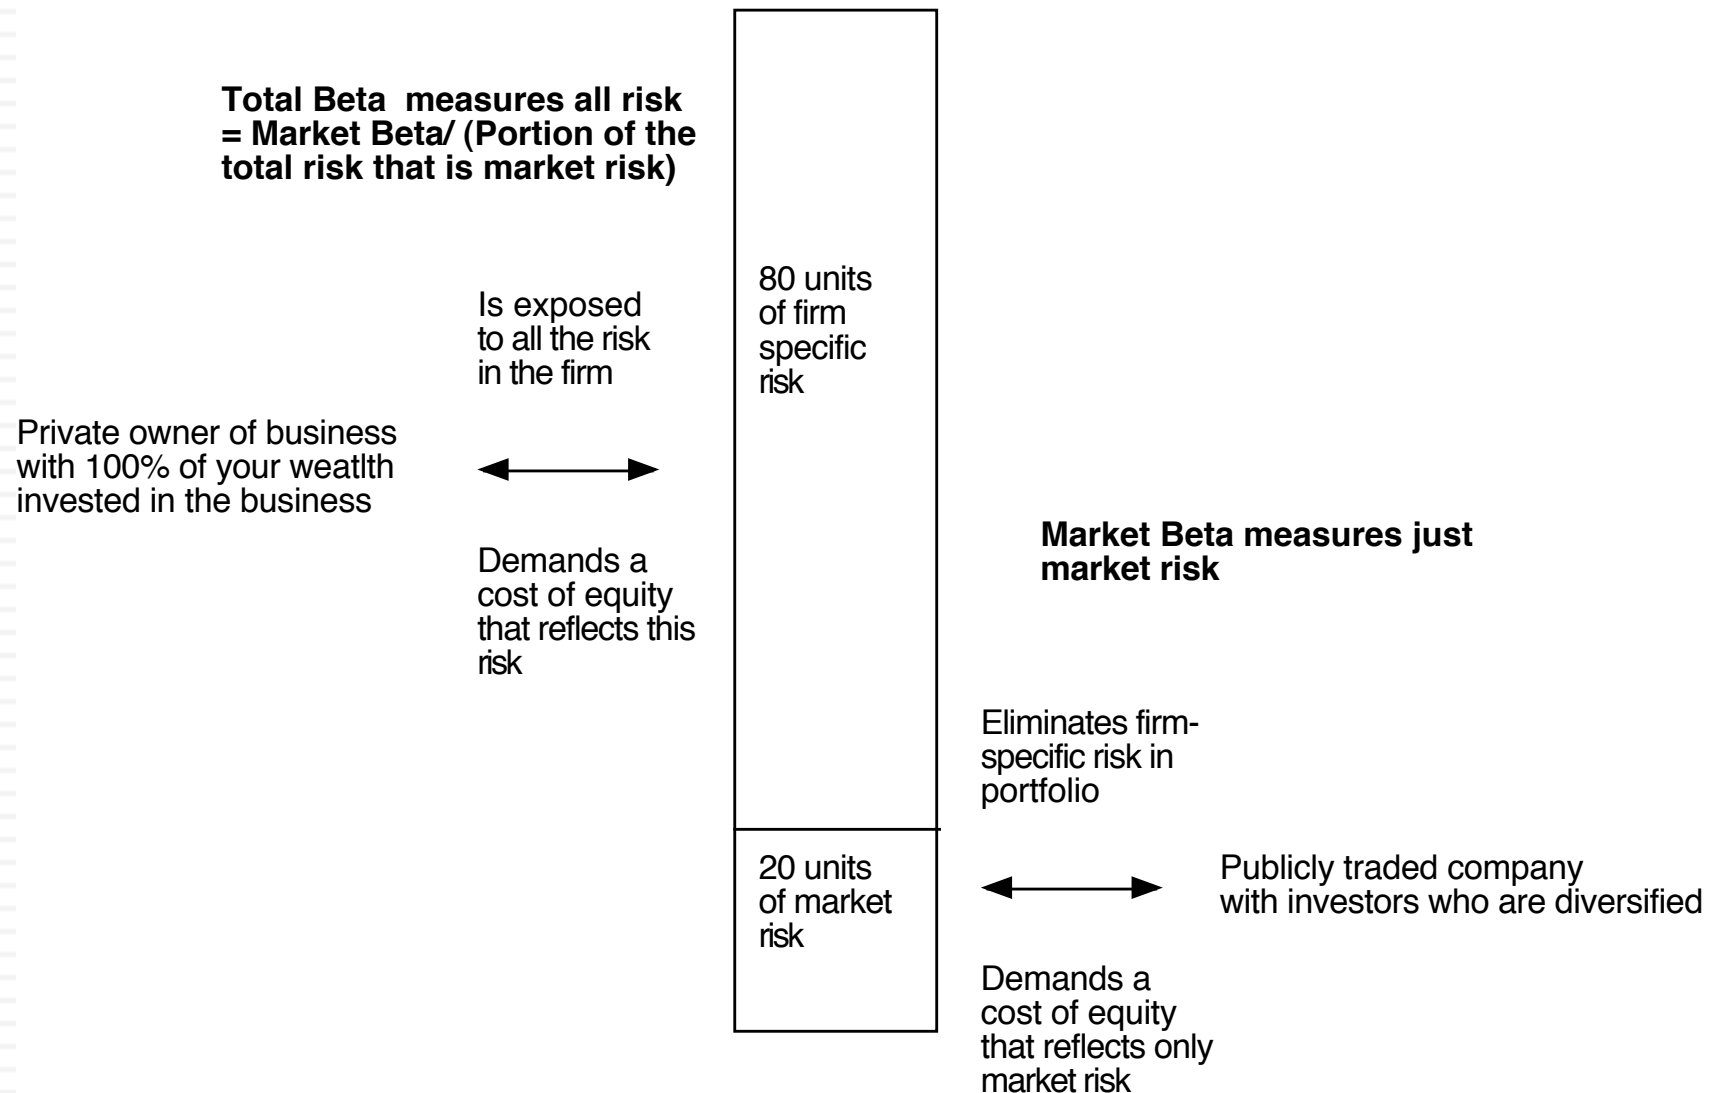 Total Beta  measures all risk
= Market Beta/ (Portion of the
total risk that is market risk)
80 units
of firm
specific
risk
Is exposed
to all the risk
in the firm
Private owner of business
with 100% of your weatlth
invested in the business
Demands a
cost of equity
that reflects this
risk
Market Beta measures just
market risk
Eliminates firm-
specific risk in
portfolio
20 units
of market
risk
Publicly traded company
with investors who are diversified
Demands a
cost of equity
that reflects only
market risk